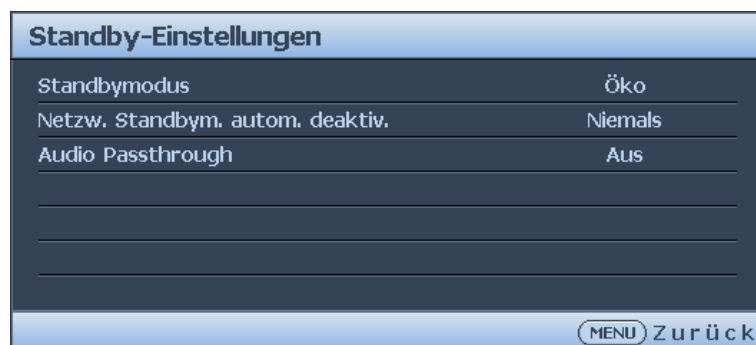 Standby-Einstellungen
Standbymodus Öko
Netzw. Standbym. autom. deaktiv. Niemals
Audio Passthrough Aus
MENU Zurück